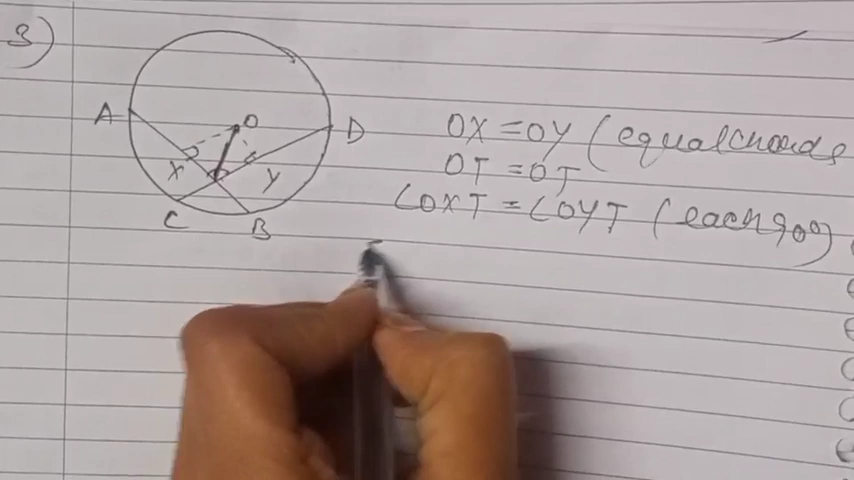 3)
A
O
D
X
Y
C
B
OX = OY (equal chords
OT = OT
∠OXT = ∠OYT (each 90°)